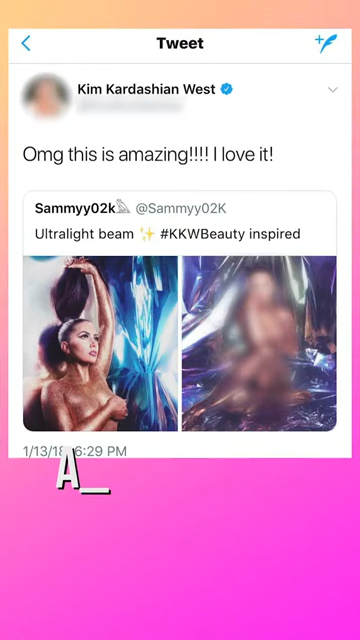 Tweet
Kim Kardashian West
Omg this is amazing!!!! I love it!
Sammyy02k @Sammyy02K
Ultralight beam ✨ #KKWBeauty inspired
1/13/18 6:29 PM
A_